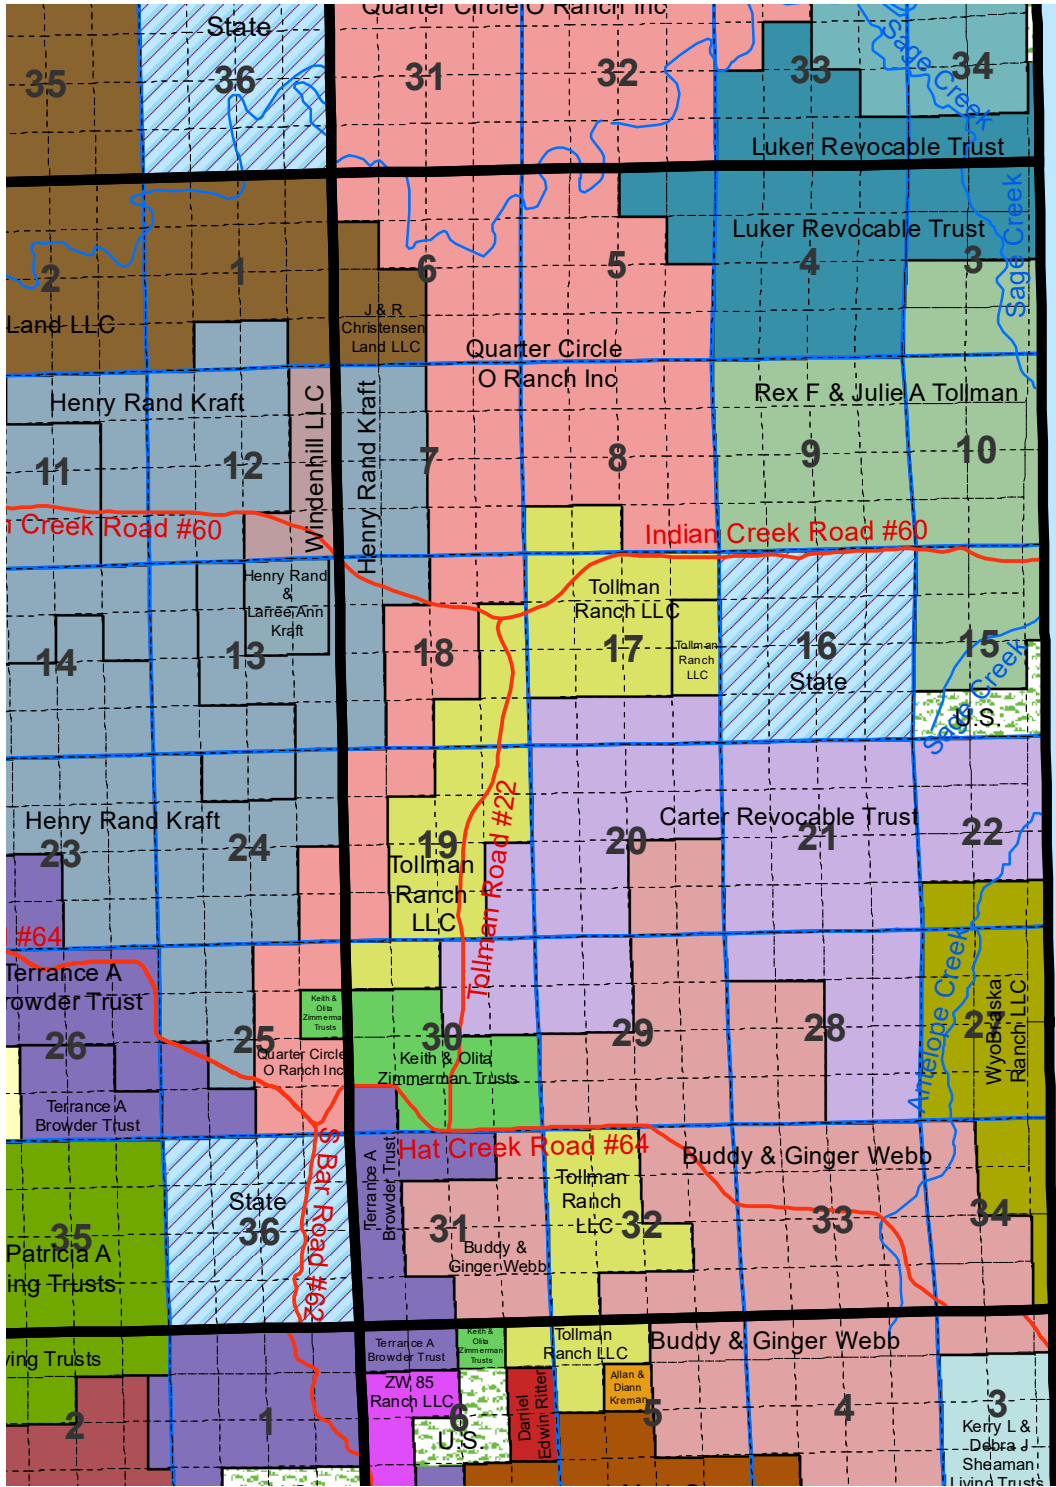 Quarter Circle O Ranch Inc
State
Sage Creek
35
36
31
32
33
34
Luker Revocable Trust
Luker Revocable Trust
Sage Creek
2
1
6
5
4
3
Land LLC
J & R
Christensen
Land LLC
Quarter Circle
O Ranch Inc
Henry Rand Kraft
Windenhill LLC
Henry Rand Kraft
Rex F & Julie A Tollman
11
12
7
8
9
10
Creek Road #60
Indian Creek Road #60
Henry Rand
&
Larree Ann
Kraft
Tollman
Ranch LLC
Tollman
Ranch
LLC
14
13
18
17
16
15
State
U.S.
Sage Creek
Henry Rand Kraft
Tollman Road #22
Carter Revocable Trust
23
24
19
20
21
22
Tollman
Ranch
LLC
#64
Terrance A
rowder Trust
Keith &
Olita
Zimmerman
Trusts
Antelope Creek
WyoBraska
Ranch LLC
26
25
30
29
28
Quarter Circle
O Ranch Inc
Keith & Olita
Zimmerman Trusts
Terrance A
Browder Trust
Hat Creek Road #64
S Bar Road #62
Terrance A
Browder Trust
Buddy & Ginger Webb
Tollman
Ranch
LLC
State
35
36
31
32
33
34
Patricia A
ing Trusts
Buddy &
Ginger Webb
ving Trusts
Terrance A
Browder Trust
Keith &
Olita
Zimmerman
Trusts
Tollman
Ranch LLC
Buddy & Ginger Webb
ZW 85
Ranch LLC
Daniel
Edwin Ritter
Allan &
Diann
Kreman
2
1
6
5
4
3
U.S.
Kerry L &
Debra J
Sheaman
Living Trusts